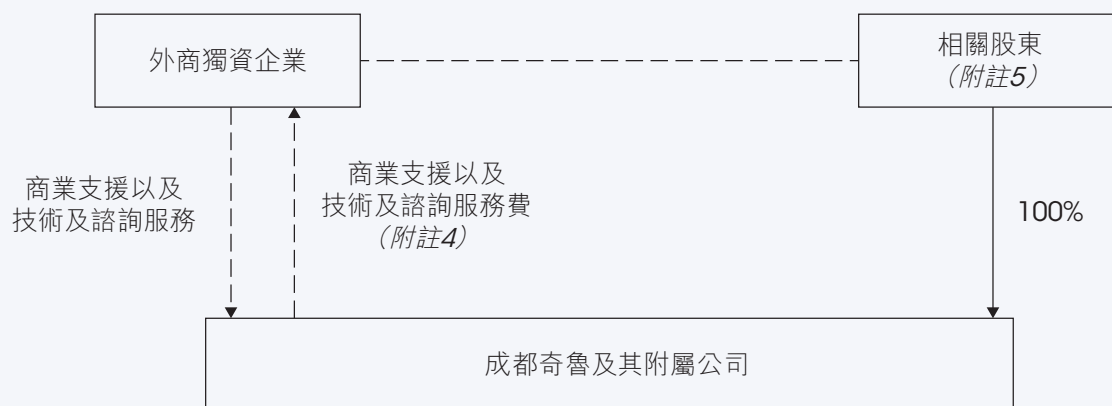 外商獨資企業
相關股東
（附註5）
商業支援以及
技術及諮詢服務
商業支援以及
技術及諮詢服務費
（附註4）
100%
成都奇魯及其附屬公司